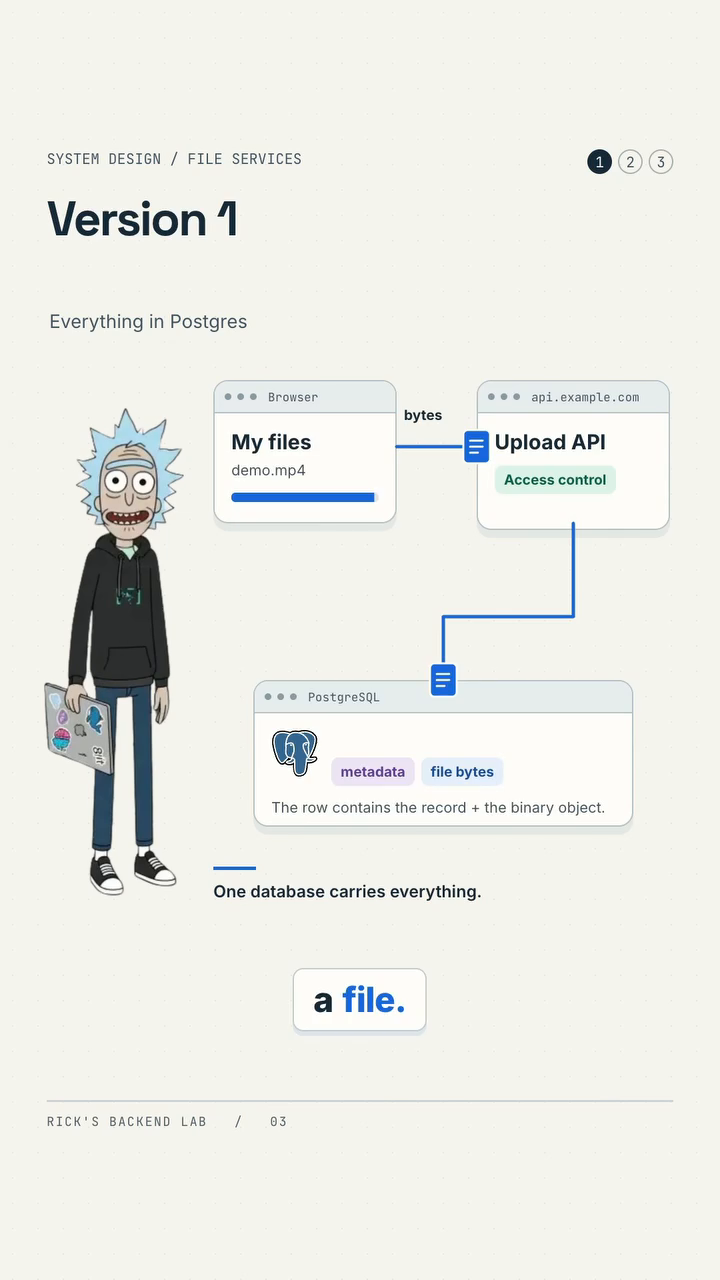 SYSTEM DESIGN / FILE SERVICES
1 2 3
Version 1
Everything in Postgres
Browser
My files
demo.mp4
bytes
api.example.com
Upload API
Access control
PostgreSQL
metadata file bytes
The row contains the record + the binary object.
One database carries everything.
a file.
RICK'S BACKEND LAB / 03